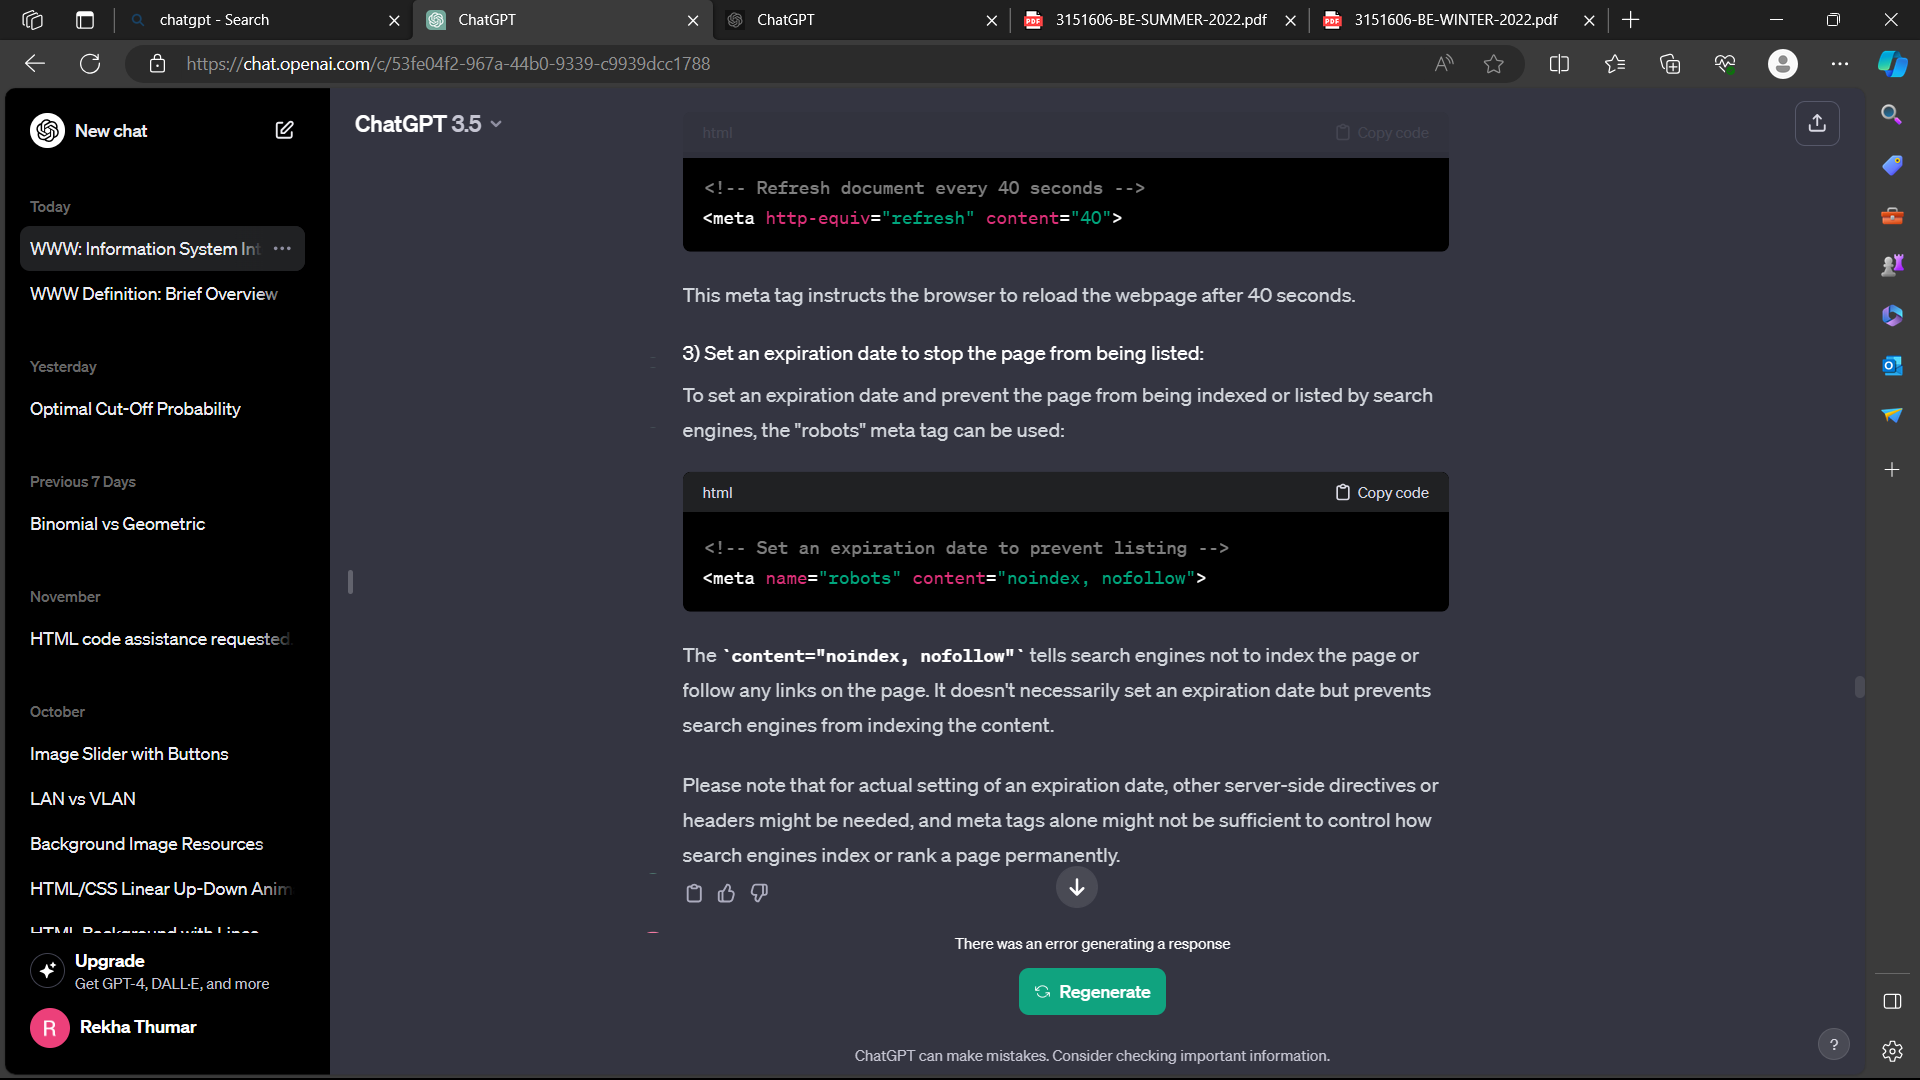 chatgpt - Search
ChatGPT
ChatGPT
3151606-BE-SUMMER-2022.pdf
3151606-BE-WINTER-2022.pdf
https://chat.openai.com/c/53fe04f2-967a-44b0-9339-c9939dcc1788
New chat
Today
WWW: Information System Int
WWW Definition: Brief Overview
Yesterday
Optimal Cut-Off Probability
Previous 7 Days
Binomial vs Geometric
November
HTML code assistance requested.
October
Image Slider with Buttons
LAN vs VLAN
Background Image Resources
HTML/CSS Linear Up-Down Anim
HTML Background with Lines
Upgrade
Get GPT-4, DALL·E, and more
R
Rekha Thumar
ChatGPT 3.5
html
Copy code
<!-- Refresh document every 40 seconds -->
<meta http-equiv="refresh" content="40">
This meta tag instructs the browser to reload the webpage after 40 seconds.
3) Set an expiration date to stop the page from being listed:
To set an expiration date and prevent the page from being indexed or listed by search
engines, the "robots" meta tag can be used:
html
Copy code
<!-- Set an expiration date to prevent listing -->
<meta name="robots" content="noindex, nofollow">
The `content="noindex, nofollow"` tells search engines not to index the page or
follow any links on the page. It doesn't necessarily set an expiration date but prevents
search engines from indexing the content.
Please note that for actual setting of an expiration date, other server-side directives or
headers might be needed, and meta tags alone might not be sufficient to control how
search engines index or rank a page permanently.
There was an error generating a response
Regenerate
ChatGPT can make mistakes. Consider checking important information.
?